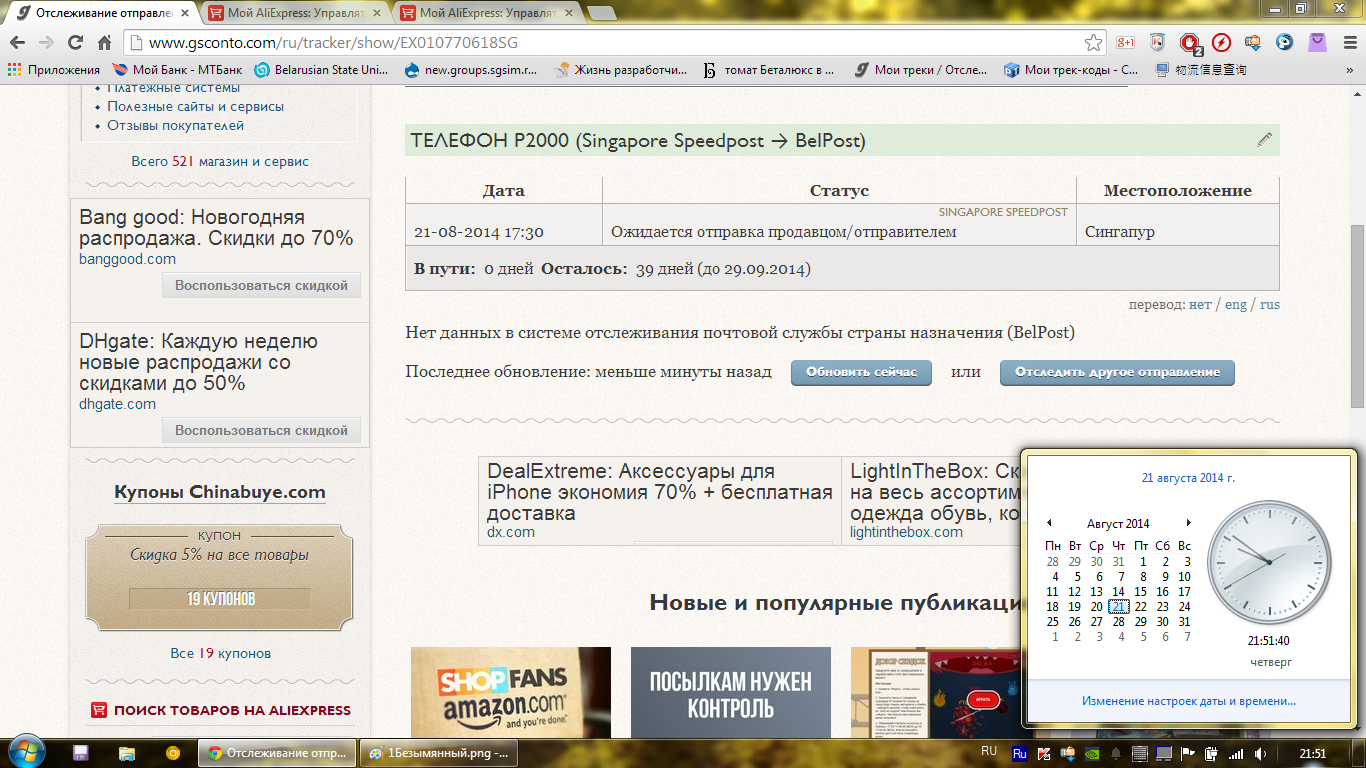 Отслеживание отправлен
Мой AliExpress: Управлят
Мой AliExpress: Управлят
www.gsconto.com/ru/tracker/show/EX010770618SG
Приложения
Мой Банк - МТБанк
Belarusian State Uni...
new.groups.sgsim.r...
Жизнь разработчи...
томат Беталюкс в ...
Мои треки / Отсле...
Мои трек-коды - С...
物流信息查询
»
Платежные системы
Полезные сайты и сервисы
Отзывы покупателей
Всего 521 магазин и сервис
Bang good: Новогодняя
распродажа. Скидки до 70%
banggood.com
Воспользоваться скидкой
DHgate: Каждую неделю
новые распродажи со
скидками до 50%
dhgate.com
Воспользоваться скидкой
Купоны Chinabuye.com
КУПОН
Скидка 5% на все товары
19 КУПОНОВ
Все 19 купонов
ПОИСК ТОВАРОВ НА ALIEXPRESS
ТЕЛЕФОН P2000 (Singapore Speedpost → BelPost)
Дата Статус Местоположение
SINGAPORE SPEEDPOST
21-08-2014 17:30 Ожидается отправка продавцом/отправителем Сингапур
В пути: 0 дней Осталось: 39 дней (до 29.09.2014)
перевод: нет / eng / rus
Нет данных в системе отслеживания почтовой службы страны назначения (BelPost)
Последнее обновление: меньше минуты назад Обновить сейчас или Отследить другое отправление
DealExtreme: Аксессуары для
iPhone экономия 70% + бесплатная
доставка
dx.com
LightInTheBox: Ск
на весь ассортим
одежда обувь, ко
lightinthebox.com
Новые и популярные публикаци
SHOP FANS
amazon.com
and you're done.
ПОСЫЛКАМ НУЖЕН
КОНТРОЛЬ
ДОЗОР СКИДОК
ИГРАТЬ
21 августа 2014 г.
Август 2014
Пн Вт Ср Чт Пт Сб Вс
28 29 30 31 1 2 3
4 5 6 7 8 9 10
11 12 13 14 15 16 17
18 19 20 21 22 23 24
25 26 27 28 29 30 31
1 2 3 4 5 6 7
21:51:40
четверг
Изменение настроек даты и времени...
Отслеживание отпр...
1Безымянный.png - ...
RU
Ru
21:51